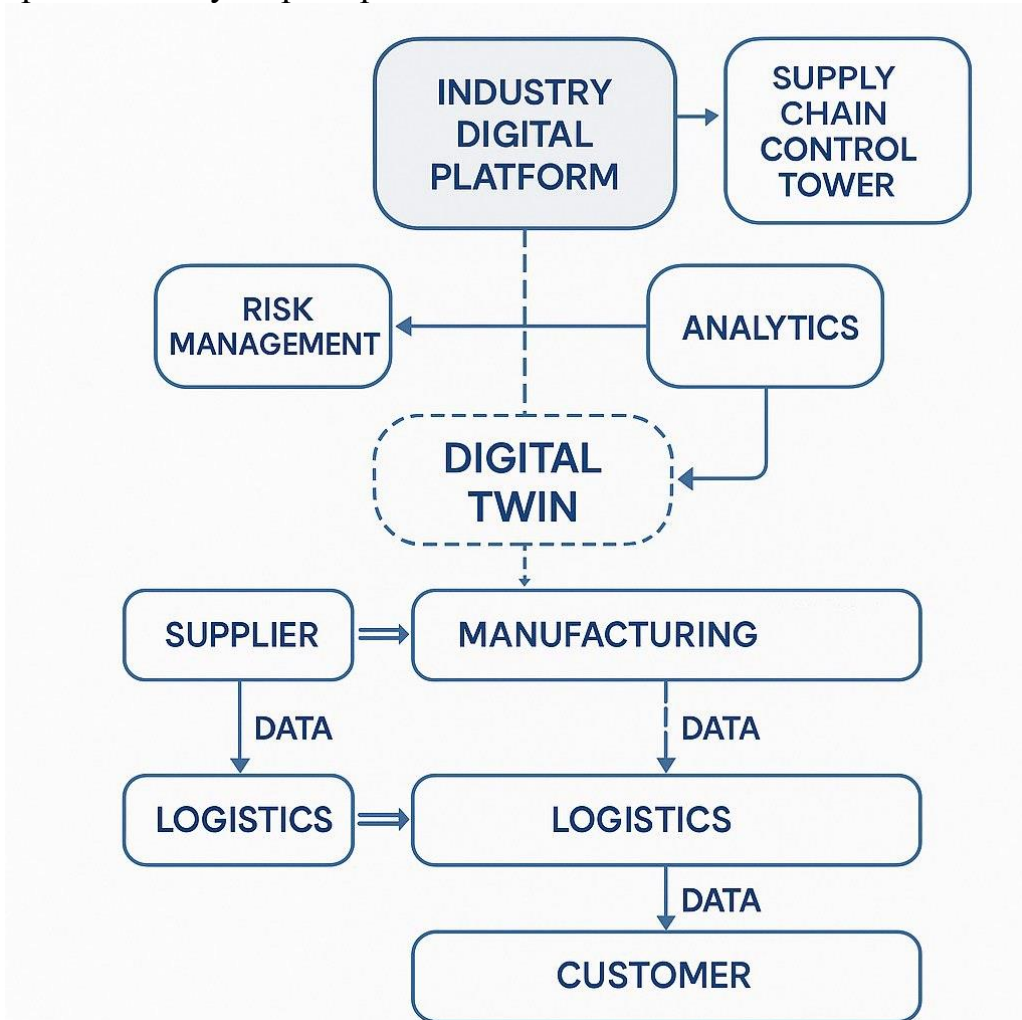 INDUSTRY
DIGITAL
PLATFORM
SUPPLY
CHAIN
CONTROL
TOWER
RISK
MANAGEMENT
ANALYTICS
DIGITAL
TWIN
SUPPLIER
MANUFACTURING
DATA
DATA
LOGISTICS
LOGISTICS
DATA
CUSTOMER